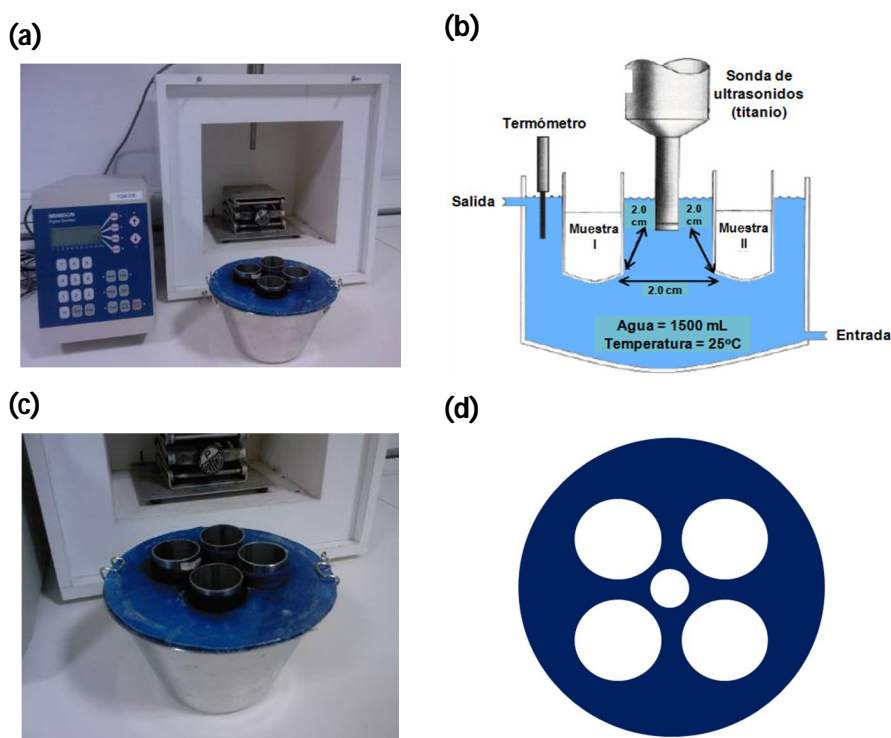 (a)
BRANSON
(b)
Sonda de
ultrasonidos
(titanio)
Termómetro
Salida
2.0
cm
2.0
cm
Muestra
I
Muestra
II
2.0 cm
Agua = 1500 mL
Temperatura = 25ºC
Entrada
(c)
(d)